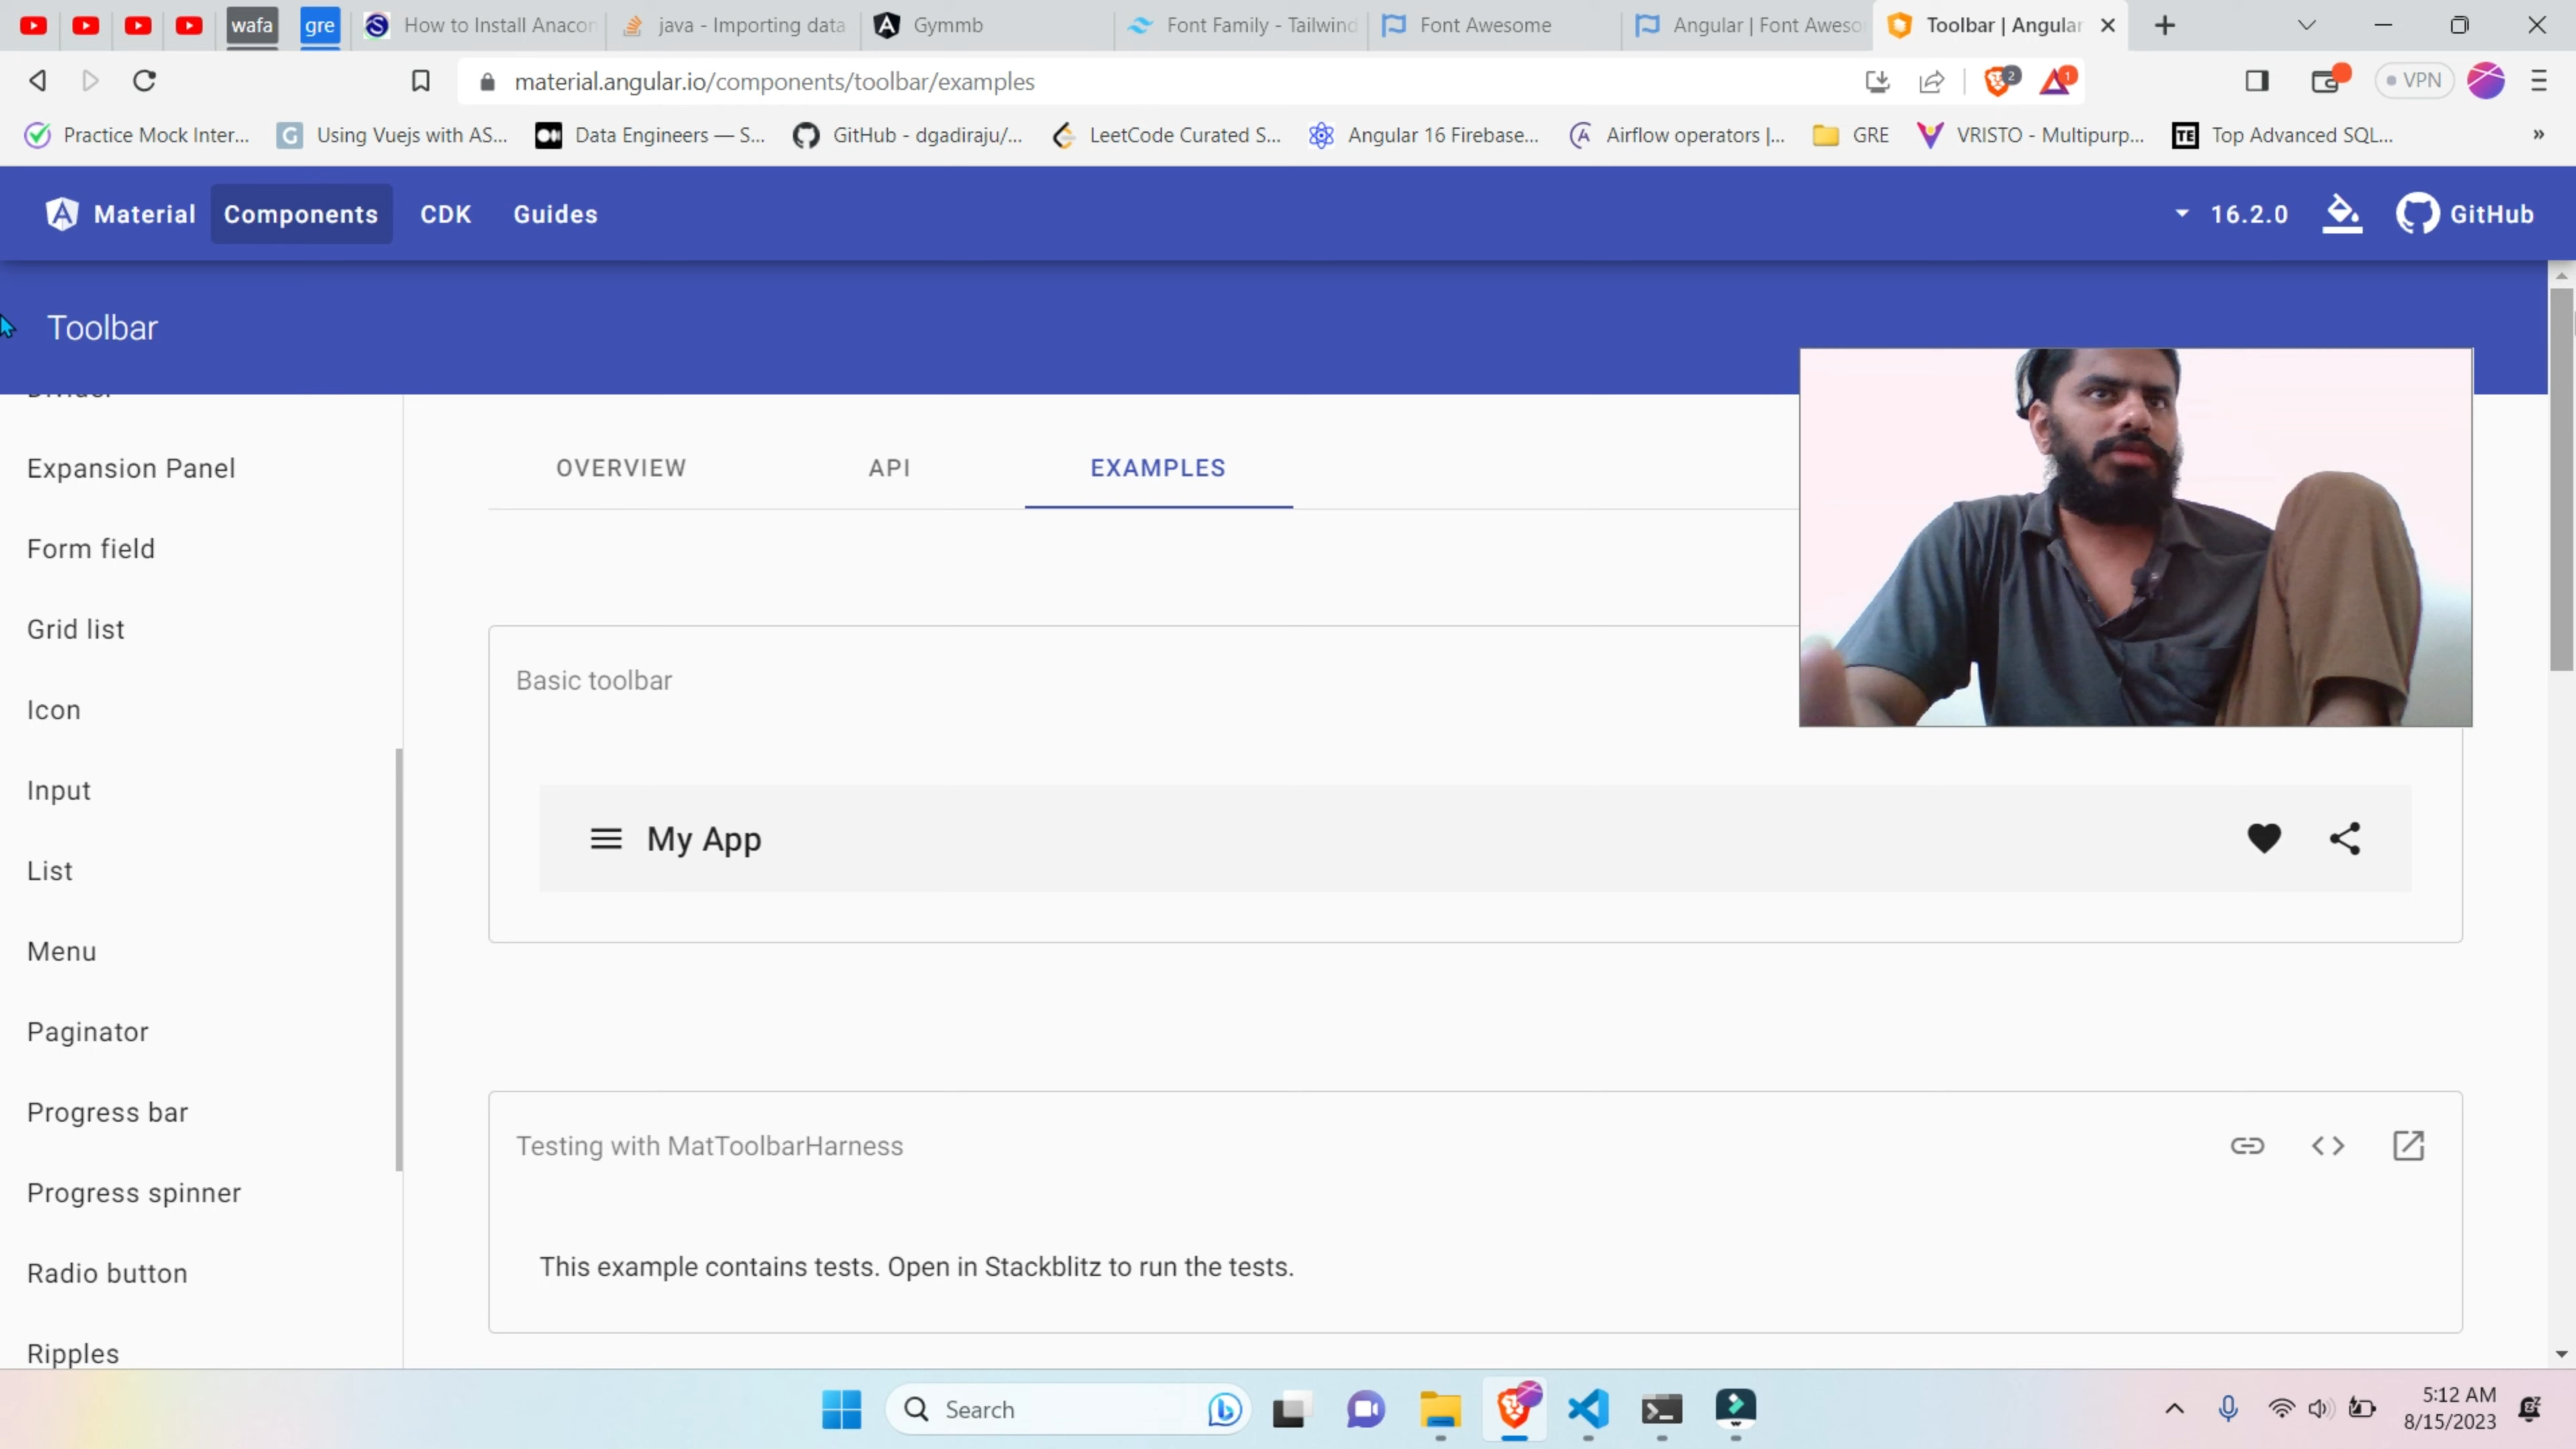 wafa gre How to Install Anacon java - Importing data Gymmb Font Family - Tailwind Font Awesome Angular | Font Aweso Toolbar | Angular
material.angular.io/components/toolbar/examples 2 1 VPN
Practice Mock Inter... Using Vuejs with AS... Data Engineers — S... GitHub - dgadiraju/... LeetCode Curated S... Angular 16 Firebase... Airflow operators |... GRE VRISTO - Multipurp... TE Top Advanced SQL... »
Material Components CDK Guides 16.2.0 GitHub
Toolbar
Divider
Expansion Panel
Form field
Grid list
Icon
Input
List
Menu
Paginator
Progress bar
Progress spinner
Radio button
Ripples
OVERVIEW API EXAMPLES
Basic toolbar
My App
Testing with MatToolbarHarness
This example contains tests. Open in Stackblitz to run the tests.
Search
5:12 AM
8/15/2023